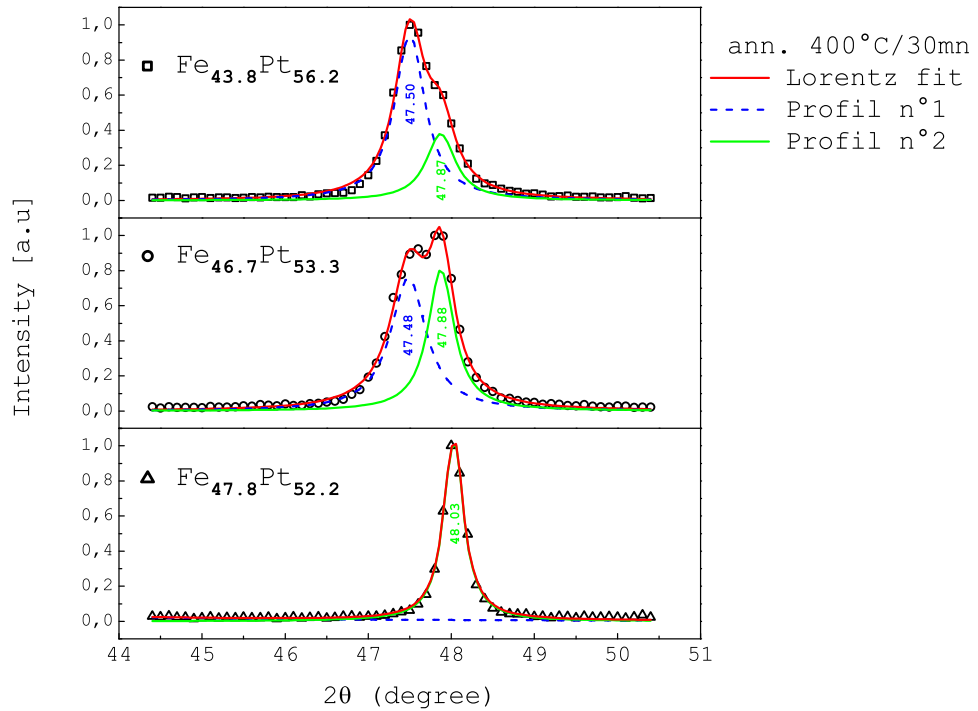 ann. 400°C/30mn
Lorentz fit
Profil n°1
Profil n°2
Intensity [a.u]
1,0
0,8
0,6
0,4
0,2
0,0
Fe43.8Pt56.2
47.50
47.87
1,0
0,8
0,6
0,4
0,2
0,0
Fe46.7Pt53.3
47.48
47.88
1,0
0,8
0,6
0,4
0,2
0,0
Fe47.8Pt52.2
48.03
44 45 46 47 48 49 50 51
2θ (degree)